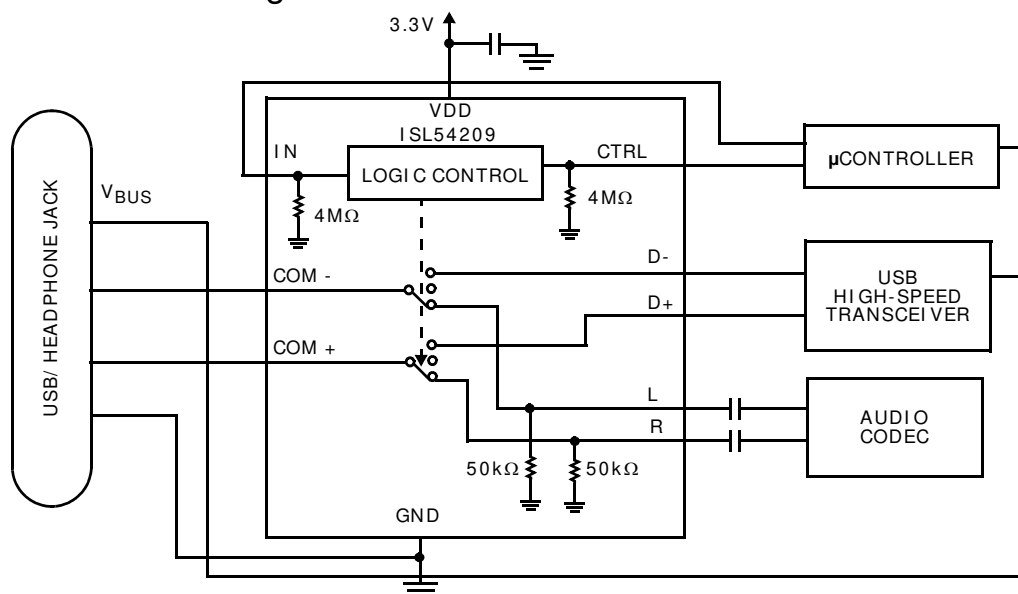 3.3V
VDD
ISL54209
IN
LOGIC CONTROL
CTRL
4MΩ
4MΩ
µCONTROLLER
USB/ HEADPHONE JACK
VBUS
COM -
COM +
D-
D+
USB
HIGH-SPEED
TRANSCEIVER
L
R
AUDIO
CODEC
50kΩ
50kΩ
GND